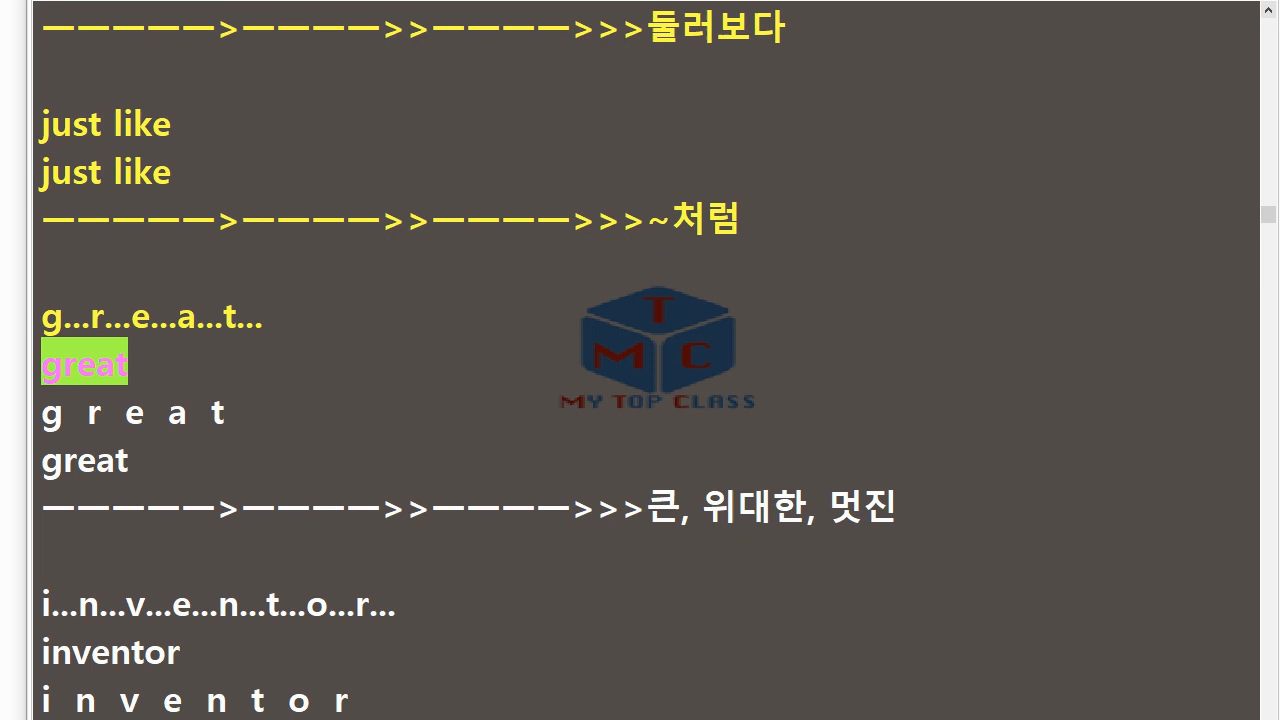 ㅡㅡㅡㅡㅡ>ㅡㅡㅡㅡ>>ㅡㅡㅡㅡ>>>둘러보다
just like
just like
ㅡㅡㅡㅡㅡ>ㅡㅡㅡㅡ>>ㅡㅡㅡㅡ>>>~처럼
g...r...e...a...t...
great
g r e a t
great
ㅡㅡㅡㅡㅡ>ㅡㅡㅡㅡ>>ㅡㅡㅡㅡ>>>큰, 위대한, 멋진
i...n...v...e...n...t...o...r...
inventor
i n v e n t o r
T
M C
MY TOP CLASS